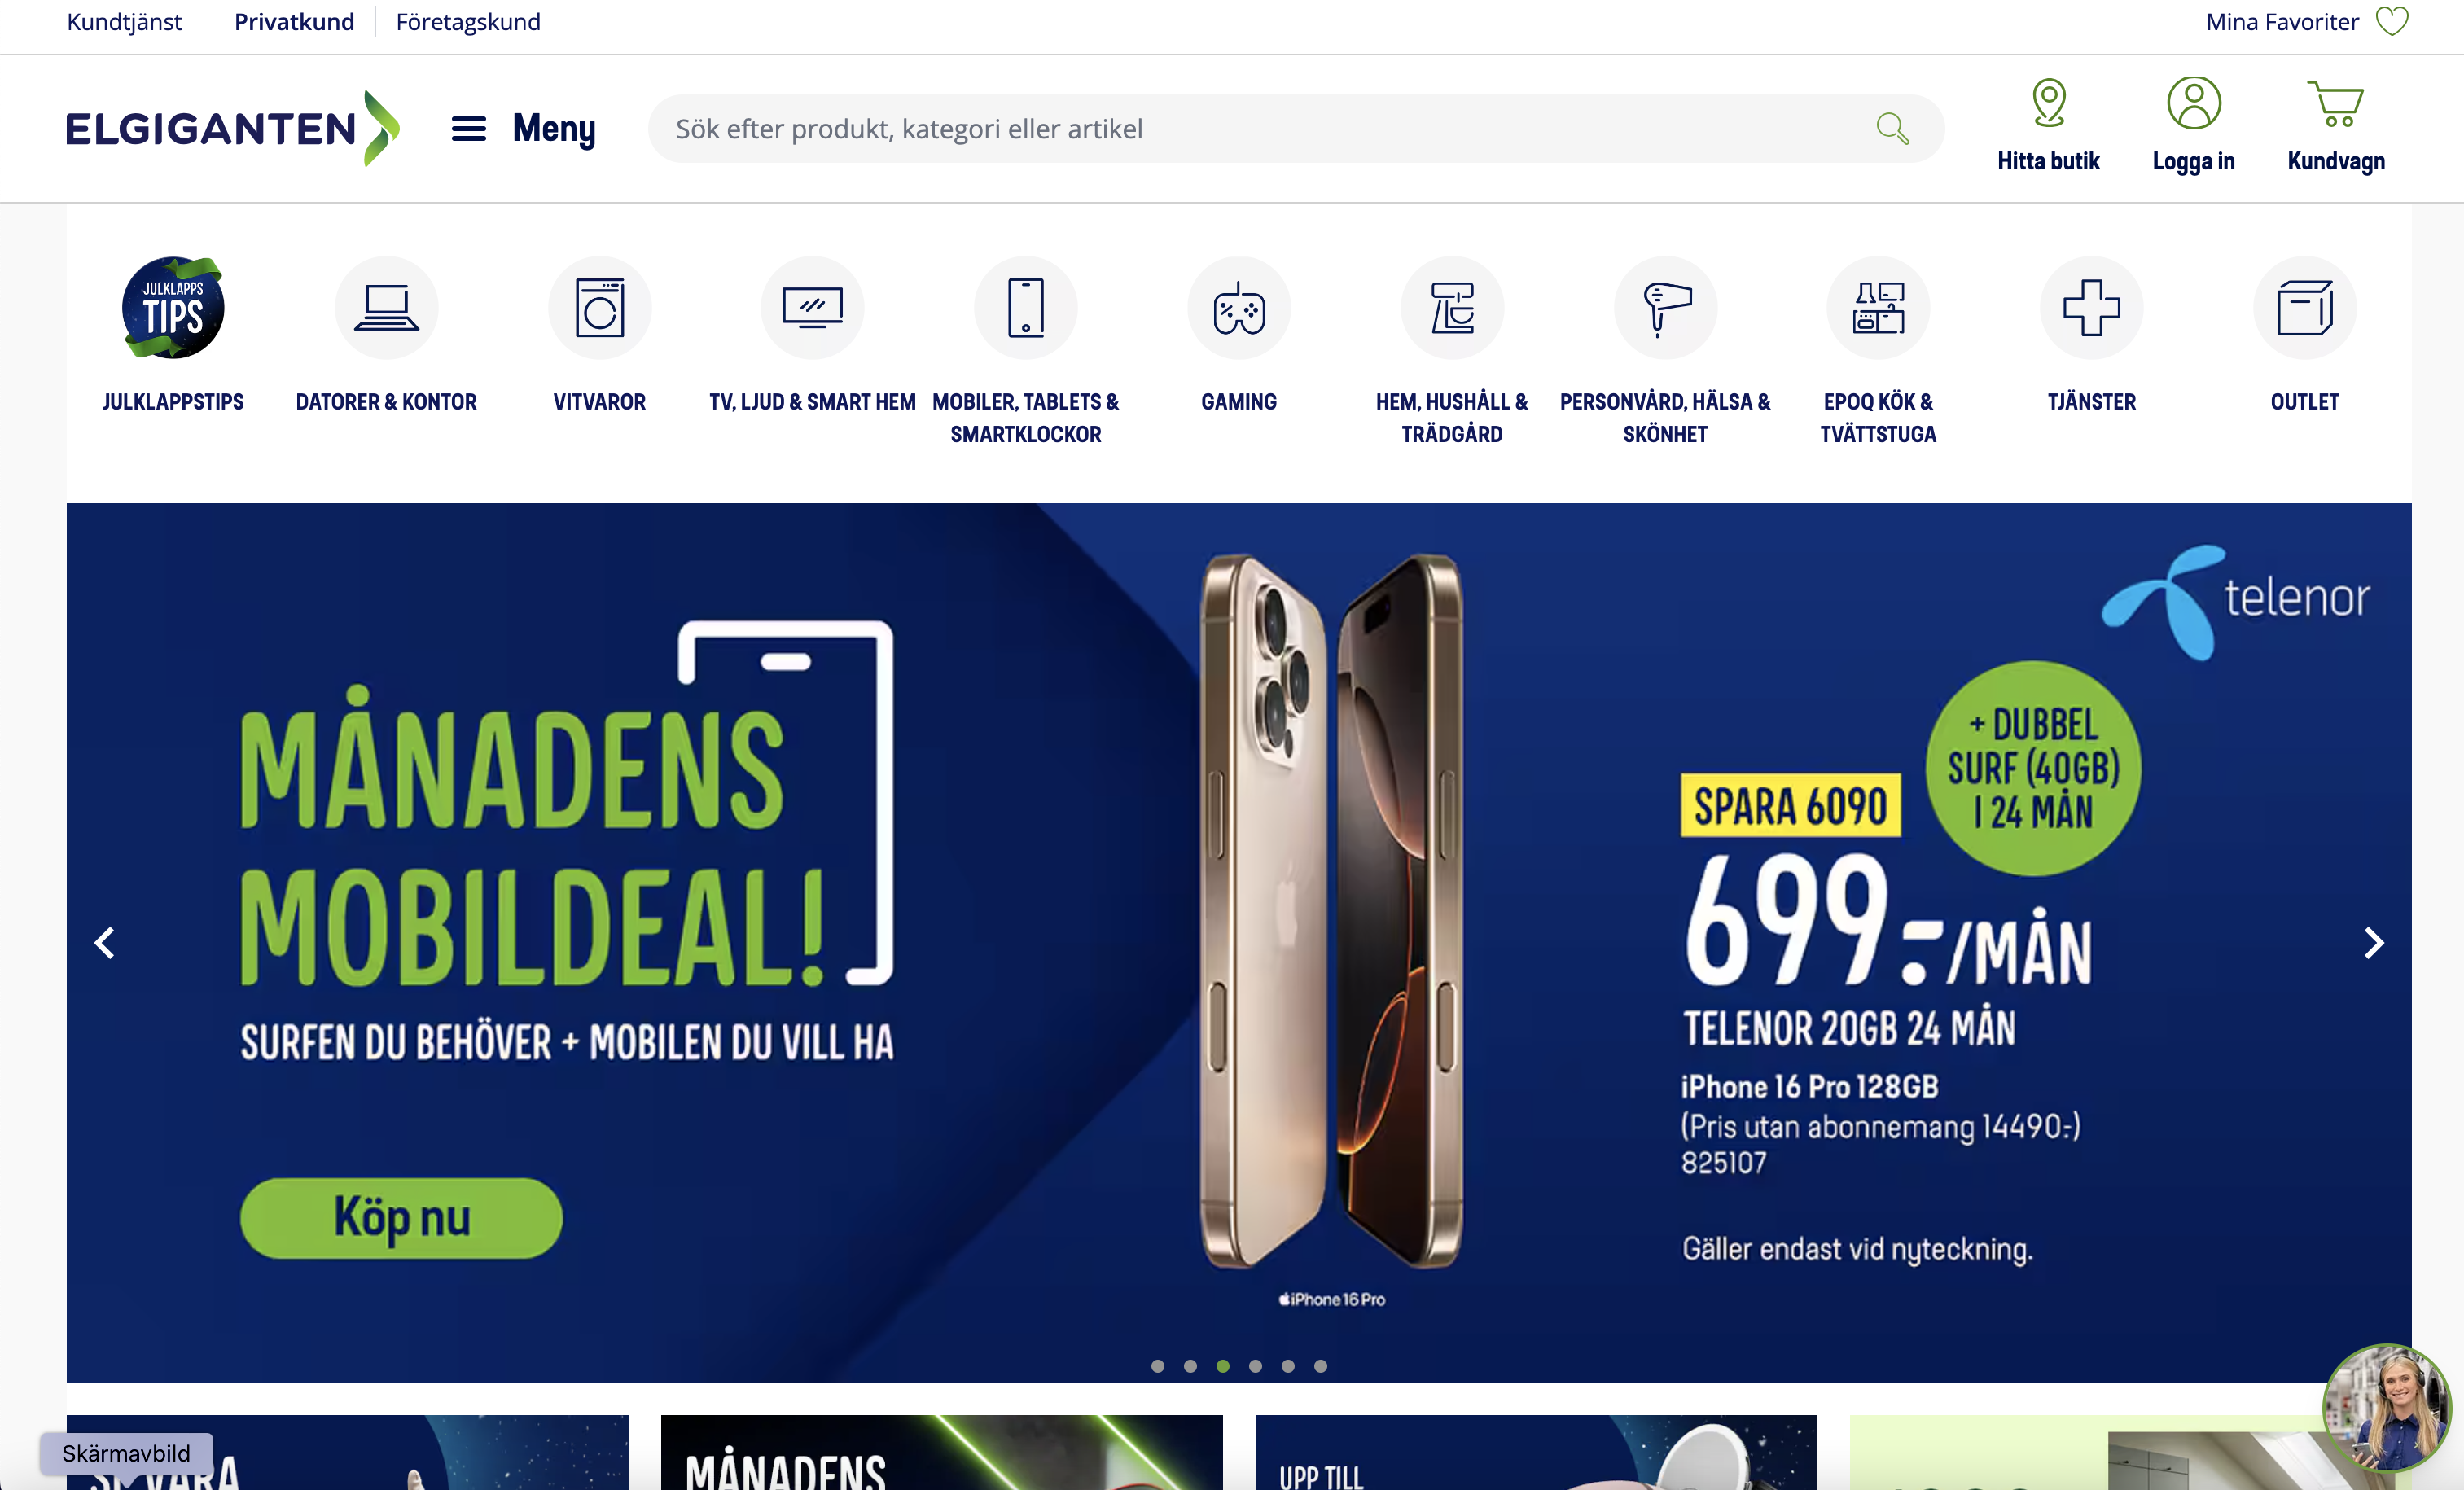 Kundtjänst
Privatkund
Företagskund
Mina Favoriter
ELGIGANTEN
Meny
Sök efter produkt, kategori eller artikel
Hitta butik
Logga in
Kundvagn
JULKLAPPS
TIPS
JULKLAPPSTIPS
DATORER & KONTOR
VITVAROR
TV, LJUD & SMART HEM
MOBILER, TABLETS &
SMARTKLOCKOR
GAMING
HEM, HUSHÅLL &
TRÄDGÅRD
PERSONVÅRD, HÄLSA &
SKÖNHET
EPOQ KÖK &
TVÄTTSTUGA
TJÄNSTER
OUTLET
MÅNADENS
MOBILDEAL!
SURFEN DU BEHÖVER + MOBILEN DU VILL HA
Köp nu
iPhone 16 Pro
telenor
+ DUBBEL
SURF (40GB)
I 24 MÅN
SPARA 6090
699:-/MÅN
TELENOR 20GB 24 MÅN
iPhone 16 Pro 128GB
(Pris utan abonnemang 14490:-)
825107
Gäller endast vid nyteckning.
Skärmavbild
MÅNADENS
UPP TILL